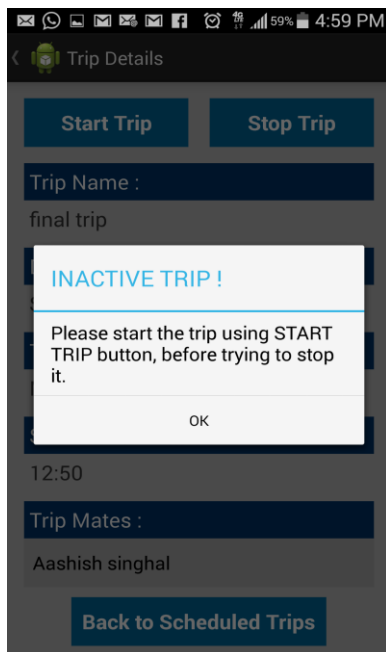 59% 4:59 PM
Trip Details
Start Trip Stop Trip
Trip Name :
final trip
INACTIVE TRIP !
Please start the trip using START
TRIP button, before trying to stop
it.
OK
12:50
Trip Mates :
Aashish singhal
Back to Scheduled Trips